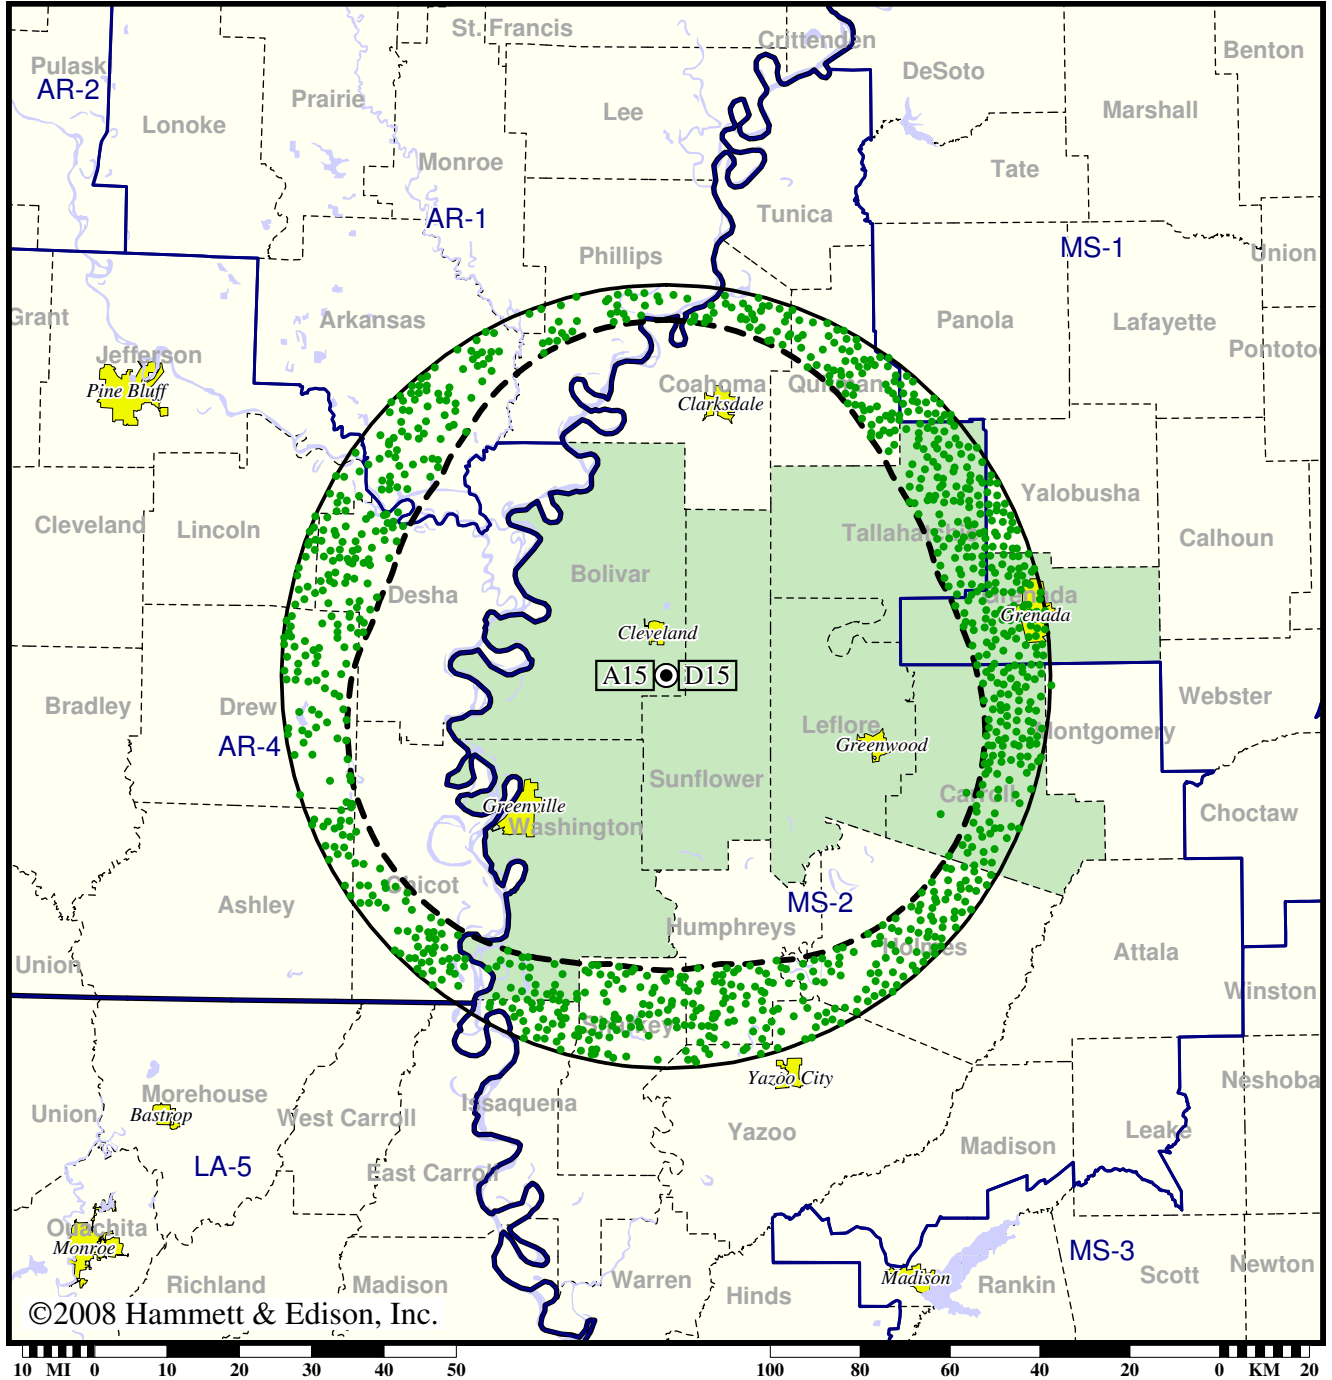 St. Francis
Crittenden
Benton
Pulask
AR-2
DeSoto
Prairie
Lee
Marshall
Lonoke
Monroe
Tate
AR-1
Tunica
MS-1
Phillips
Union
Grant
Arkansas
Panola
Lafayette
Jefferson
Pontoto
Pine Bluff
Coahoma
Quitman
Clarksdale
Yalobusha
Cleveland
Lincoln
Tallahatchie
Calhoun
Bolivar
Desha
Grenada
Grenada
Cleveland
A15
D15
Bradley
Drew
Webster
Leflore
Montgomery
AR-4
Greenwood
Sunflower
Carroll
Greenville
Washington
Choctaw
Chicot
Ashley
MS-2
Humphreys
Holmes
Attala
Union
Winston
Sharkey
Yazoo City
Neshoba
Morehouse
Issaquena
Union
Bastrop
West Carroll
Yazoo
Leake
Madison
LA-5
East Carroll
Ouachita
Monroe
MS-3
Newton
Richland
Madison
Warren
Madison
Rankin
Scott
Hinds
©2008 Hammett & Edison, Inc.
10 MI 0 10 20 30 40 50
100 80 60 40 20 0 KM 20